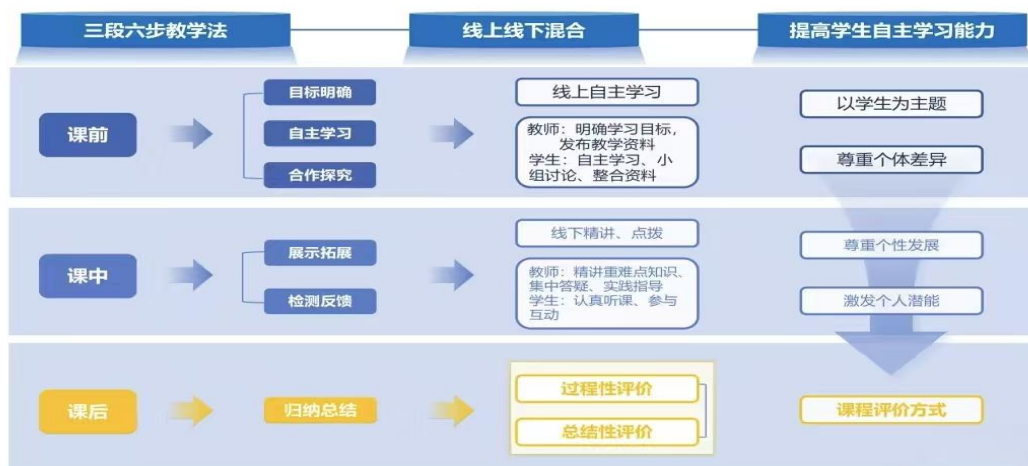 三段六步教学法
线上线下混合
提高学生自主学习能力
课前
目标明确
自主学习
合作探究
线上自主学习
教师：明确学习目标，
发布教学资料
学生：自主学习、小
组讨论、整合资料
以学生为主题
尊重个体差异
课中
展示拓展
检测反馈
线下精讲、点拨
教师：精讲重难点知识、
集中答疑、实践指导
学生：认真听课、参与
互动
尊重个性发展
激发个人潜能
课后
归纳总结
过程性评价
总结性评价
课程评价方式